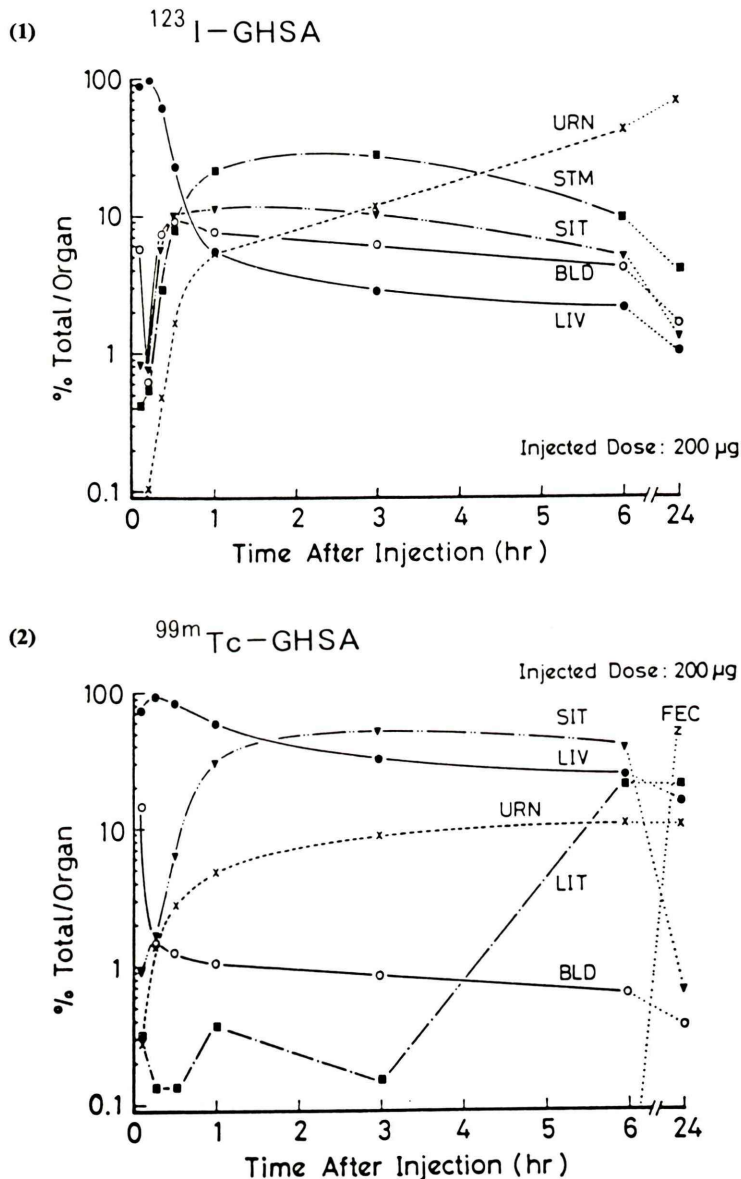 (1)
¹²³I-GHSA
% Total/Organ
100
10
1
0.1
URN
STM
SIT
BLD
LIV
Injected Dose: 200 µg
0 1 2 3 4 5 6 24
Time After Injection (hr)
(2)
⁹⁹ᵐTc-GHSA
Injected Dose: 200 µg
% Total/Organ
100
10
1
0.1
SIT
FEC
LIV
URN
LIT
BLD
0 1 2 3 4 5 6 24
Time After Injection (hr)